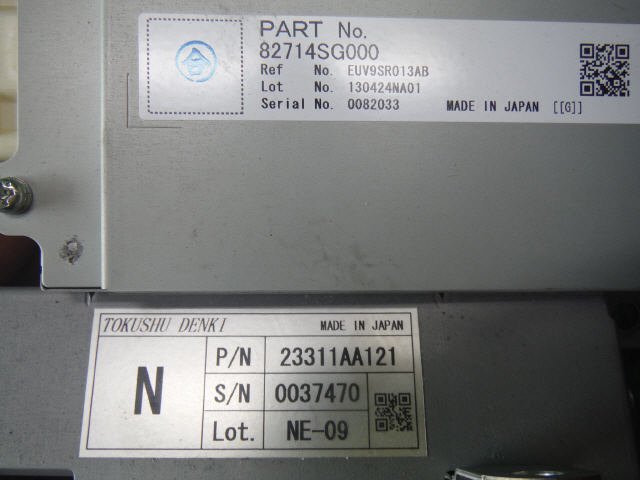 PART No.
82714SG000
Ref No. EUV9SR013AB
Lot No. 130424NA01
Serial No. 0082033 MADE IN JAPAN [[G]]
TOKUSHU DENKI MADE IN JAPAN
N
P/N 23311AA121
S/N 0037470
Lot. NE-09